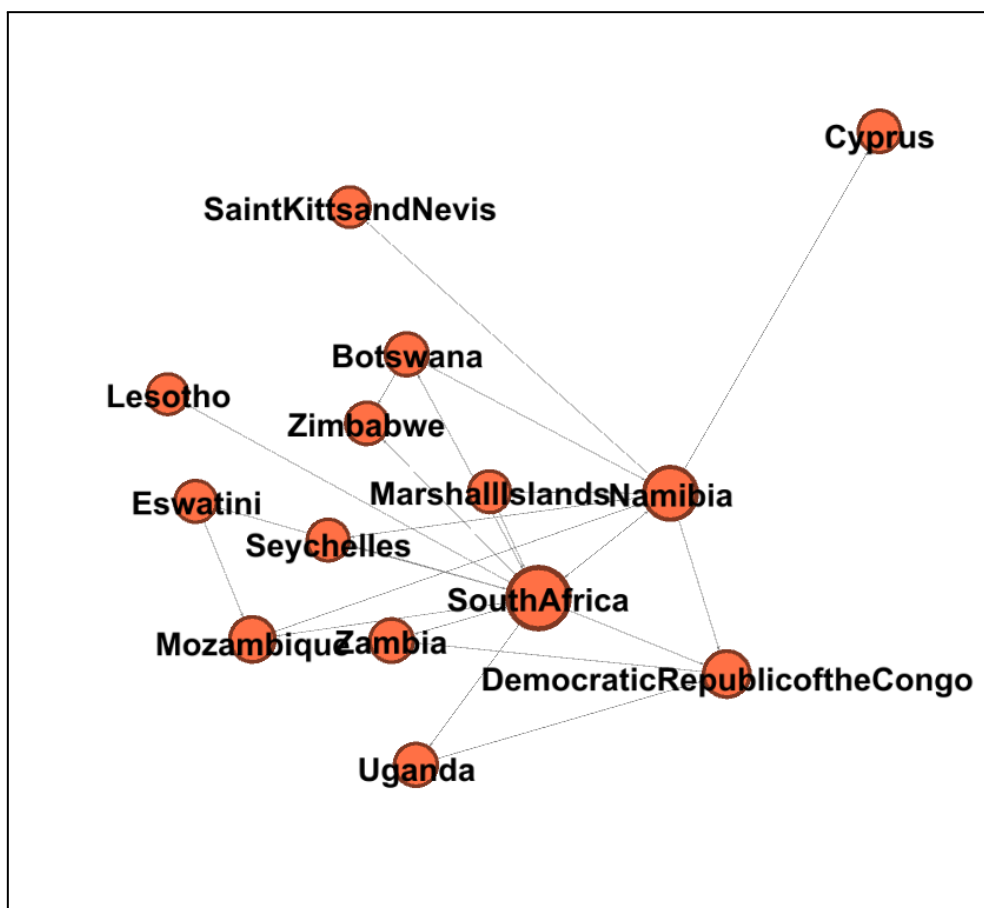 Cyprus
SaintKittsandNevis
Botswana
Lesotho
Zimbabwe
MarshallIslands
Namibia
Eswatini
Seychelles
SouthAfrica
Mozambique
Zambia
DemocraticRepublicoftheCongo
Uganda